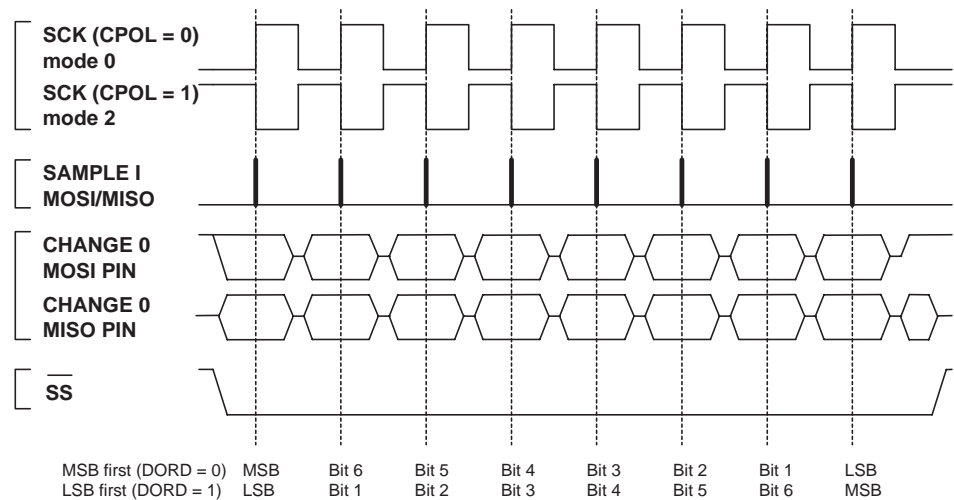 SCK (CPOL = 0)
mode 0
SCK (CPOL = 1)
mode 2
SAMPLE I
MOSI/MISO
CHANGE 0
MOSI PIN
CHANGE 0
MISO PIN
SS
MSB first (DORD = 0) MSB Bit 6 Bit 5 Bit 4 Bit 3 Bit 2 Bit 1 LSB
LSB first (DORD = 1) LSB Bit 1 Bit 2 Bit 3 Bit 4 Bit 5 Bit 6 MSB